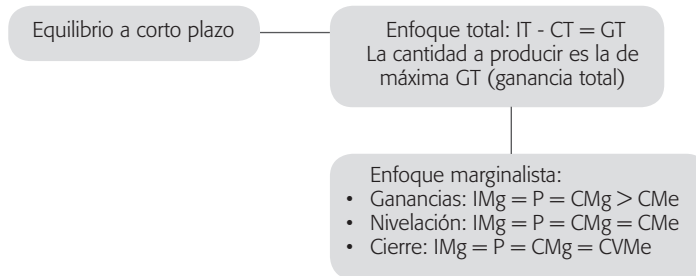 Equilibrio a corto plazo
Enfoque total: IT - CT = GT
La cantidad a producir es la de
máxima GT (ganancia total)
Enfoque marginalista:
• Ganancias: IMg = P = CMg > CMe
• Nivelación: IMg = P = CMg = CMe
• Cierre: IMg = P = CMg = CVMe